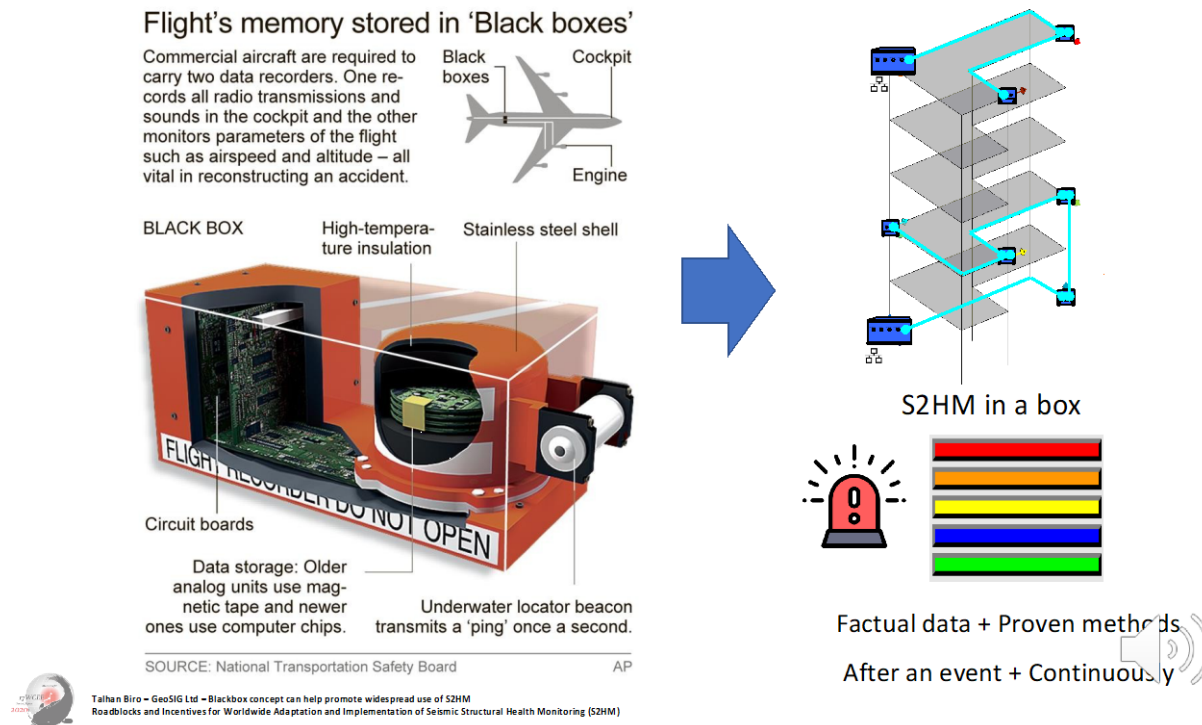 Flight's memory stored in 'Black boxes'
Commercial aircraft are required to
carry two data recorders. One re-
cords all radio transmissions and
sounds in the cockpit and the other
monitors parameters of the flight
such as airspeed and altitude – all
vital in reconstructing an accident.
Black
boxes
Cockpit
Engine
BLACK BOX
High-tempera-
ture insulation
Stainless steel shell
FLIGHT RECORDER DO NOT OPEN
Circuit boards
Data storage: Older
analog units use mag-
netic tape and newer
ones use computer chips.
Underwater locator beacon
transmits a 'ping' once a second.
SOURCE: National Transportation Safety Board
AP
S2HM in a box
Factual data + Proven methods
After an event + Continuously
Talhan Biro – GeoSIG Ltd – Blackbox concept can help promote widespread use of S2HM
Roadblocks and Incentives for Worldwide Adaptation and Implementation of Seismic Structural Health Monitoring (S2HM)